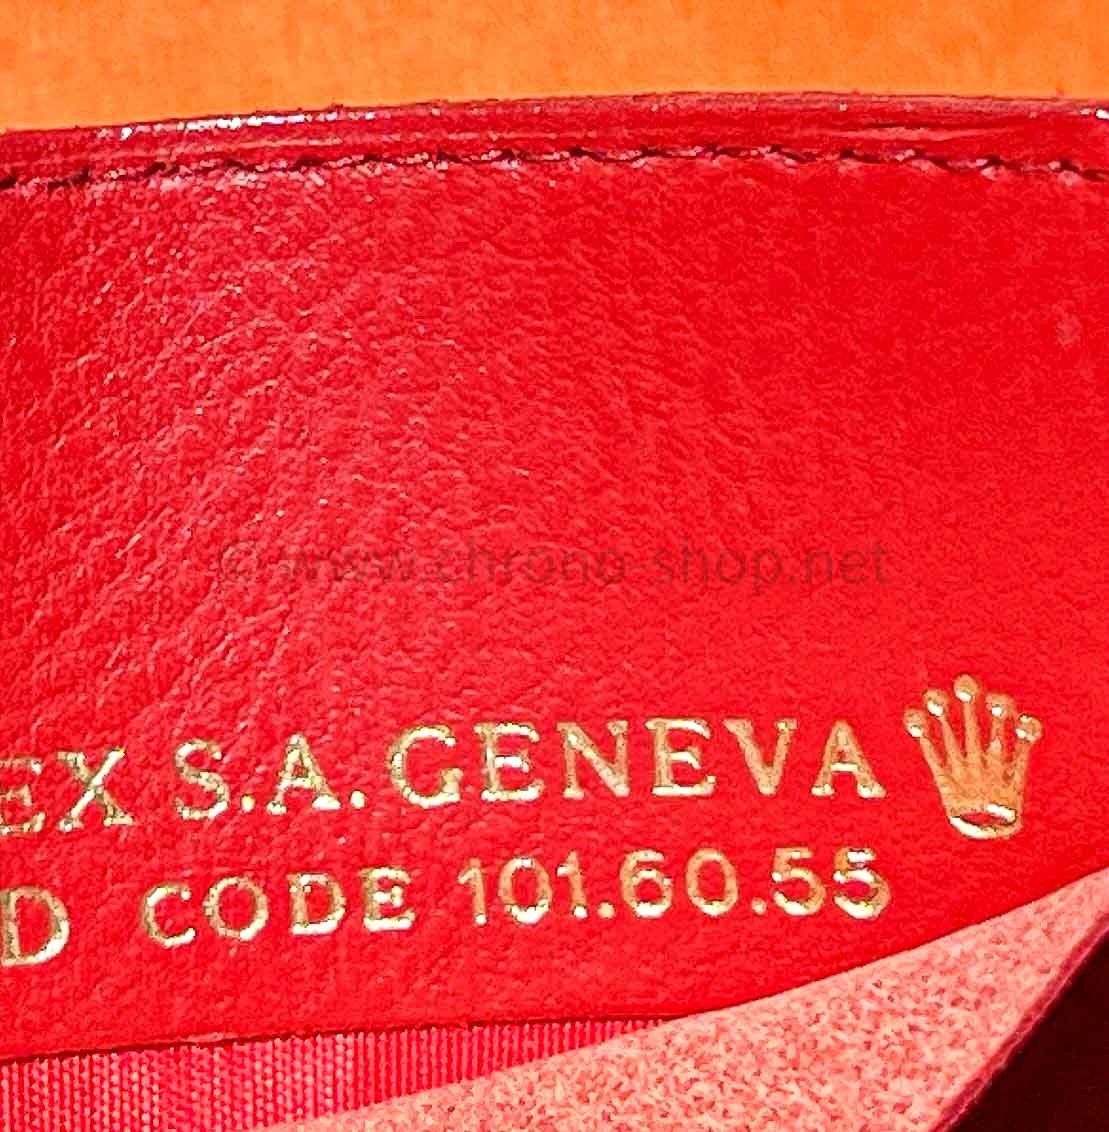 © www.chrono-shop.net
EX S.A. GENEVA
D CODE 101.60.55